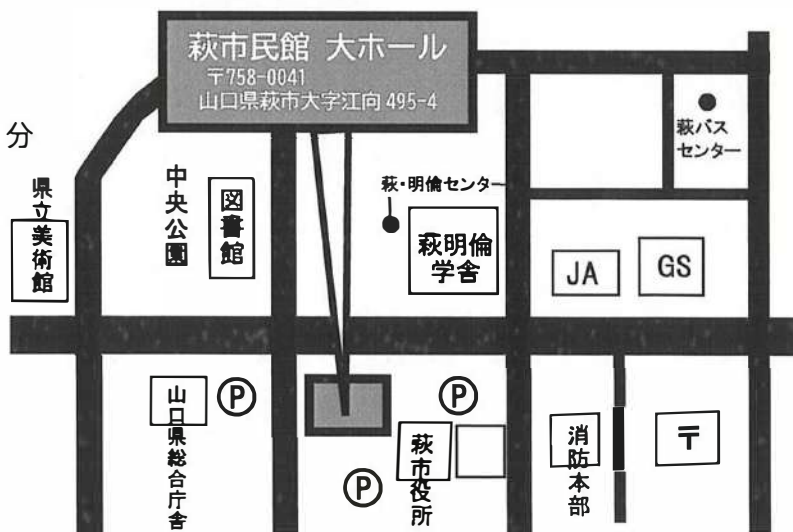 萩市民館 大ホール
〒758-0041
山口県萩市大字江向 495-4
分
萩バス
センター
県立美術館
中央公園
図書館
萩・明倫センター
萩明倫
学舎
JA
GS
山口県総合庁舎
P
P
P
萩市役所
消防本部
〒